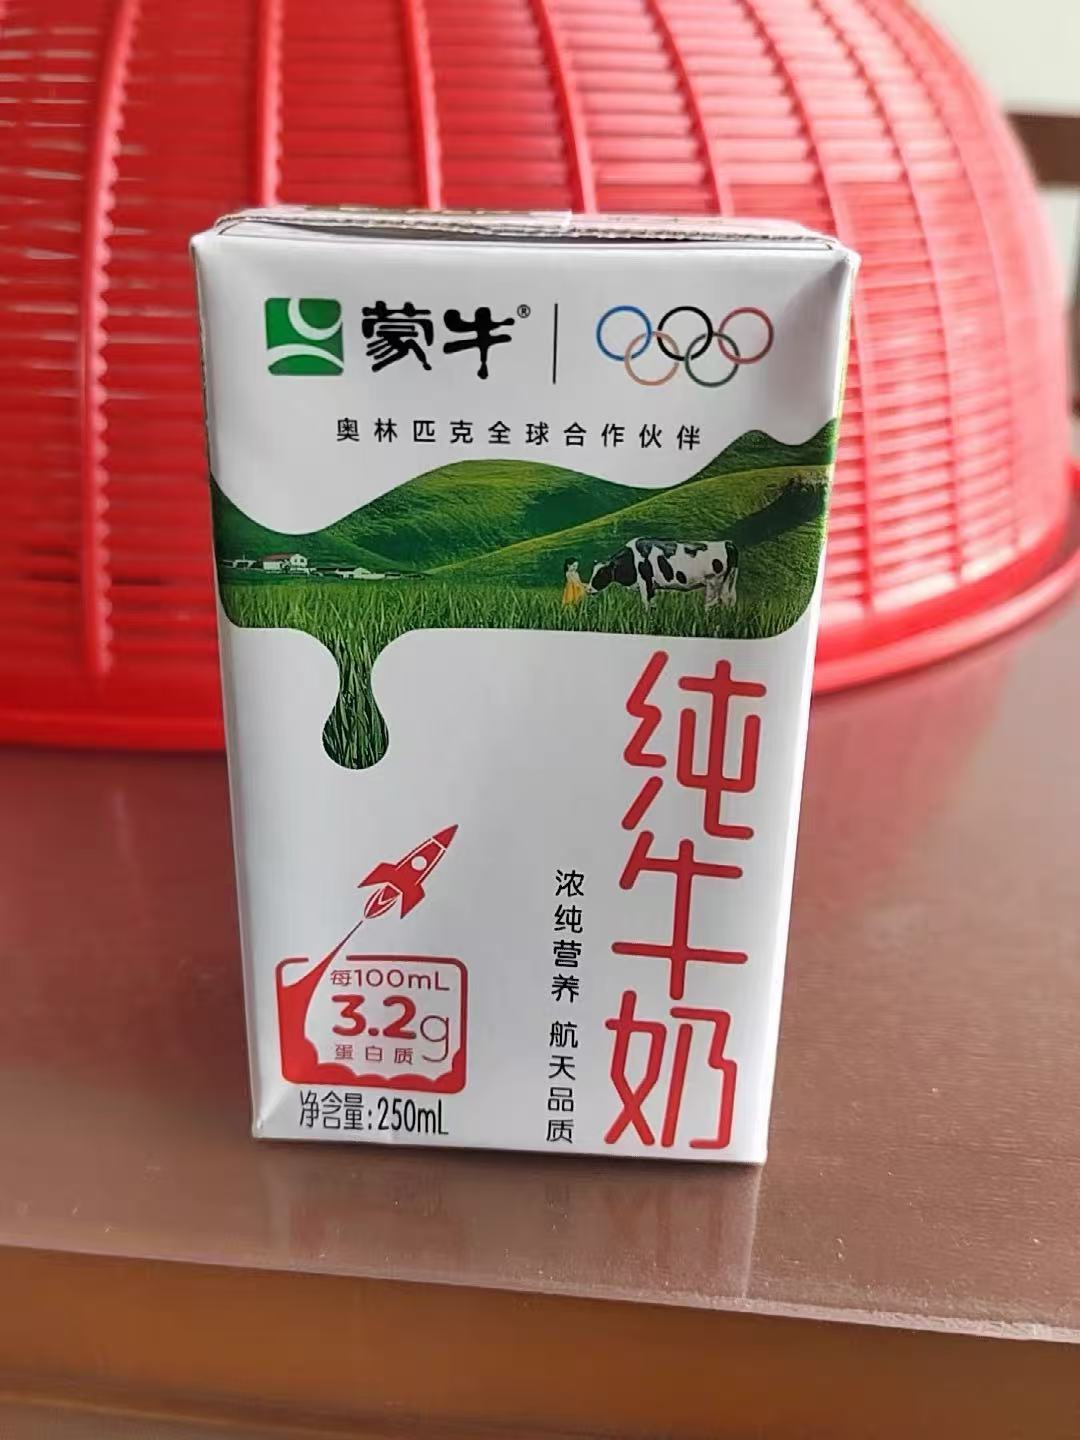 蒙牛®
奥林匹克全球合作伙伴
纯牛奶
浓纯营养 航天品质
每100mL
3.2g
蛋白质
净含量:250mL